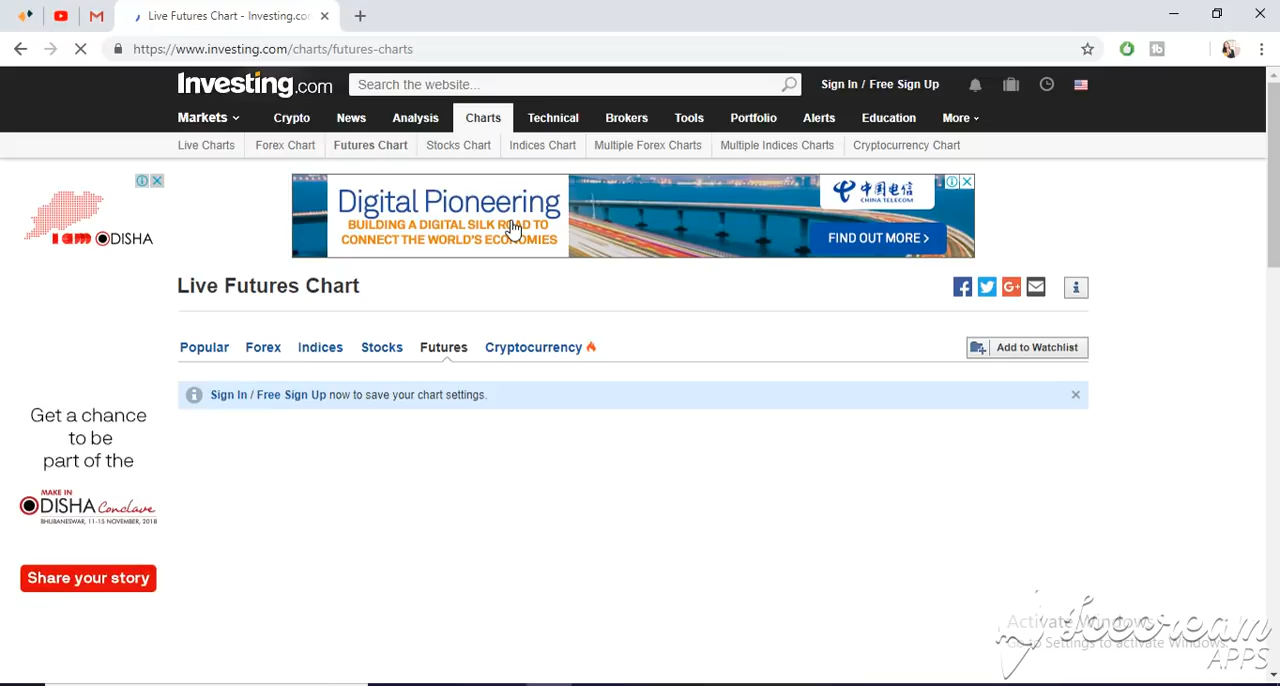 Live Futures Chart - Investing.co
https://www.investing.com/charts/futures-charts
Investing.com
Search the website...
Sign In / Free Sign Up
Markets Crypto News Analysis Charts Technical Brokers Tools Portfolio Alerts Education More
Live Charts Forex Chart Futures Chart Stocks Chart Indices Chart Multiple Forex Charts Multiple Indices Charts Cryptocurrency Chart
I am ODISHA
Digital Pioneering
BUILDING A DIGITAL SILK ROAD TO
CONNECT THE WORLD'S ECONOMIES
中国电信
CHINA TELECOM
FIND OUT MORE
Live Futures Chart
Popular Forex Indices Stocks Futures Cryptocurrency
Add to Watchlist
Sign In / Free Sign Up now to save your chart settings.
Get a chance
to be
part of the
MAKE IN
ODISHA Conclave
BHUBANESWAR, 11-15 NOVEMBER, 2018
Share your story
Activate Windows
Go to Settings to activate Windows.
Icecream
APPS